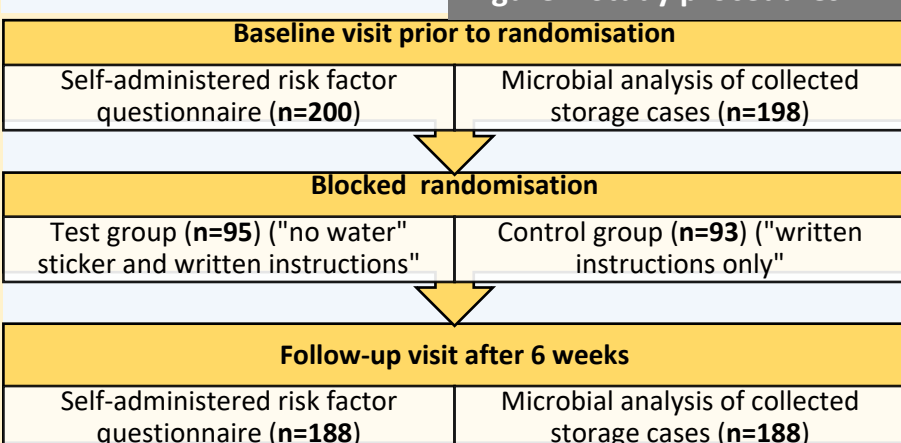 Baseline visit prior to randomisation
Self-administered risk factor
questionnaire (n=200)
Microbial analysis of collected
storage cases (n=198)
Blocked randomisation
Test group (n=95) ("no water"
sticker and written instructions"
Control group (n=93) ("written
instructions only"
Follow-up visit after 6 weeks
Self-administered risk factor
questionnaire (n=188)
Microbial analysis of collected
storage cases (n=188)